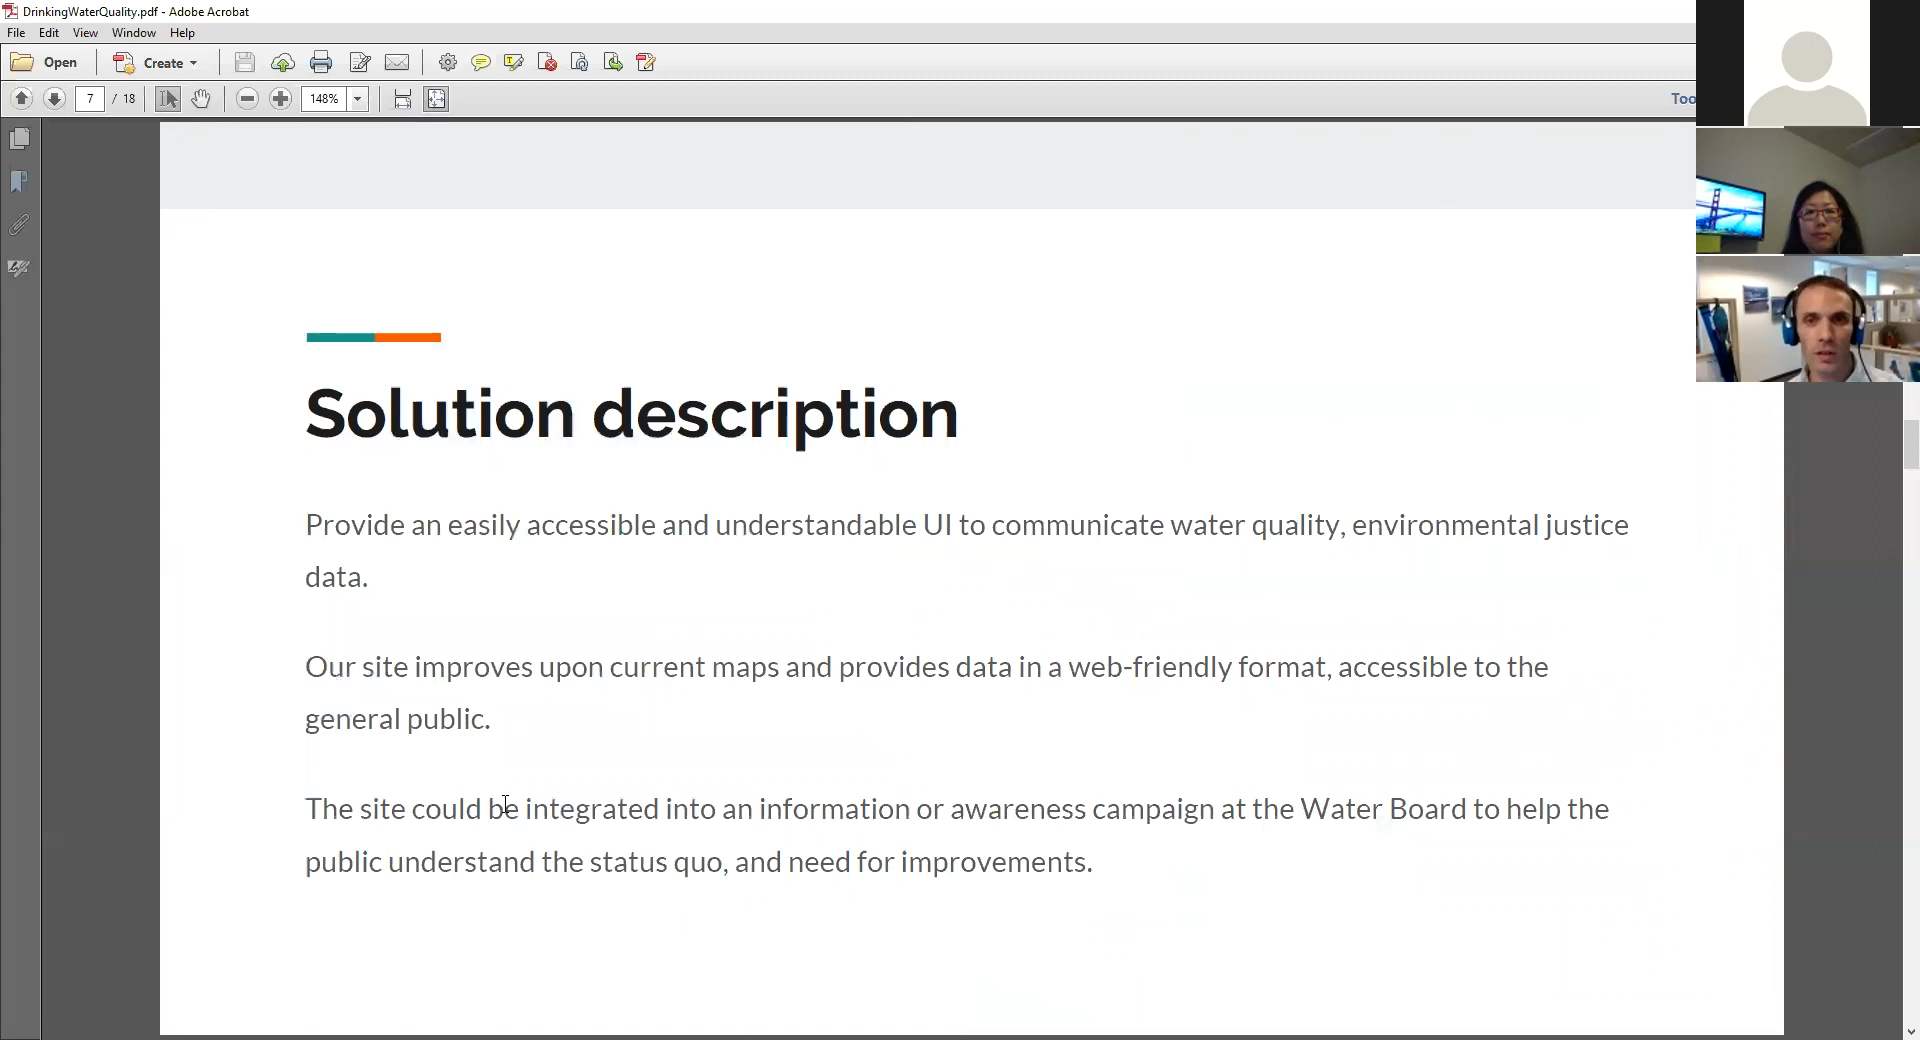 DrinkingWaterQuality.pdf - Adobe Acrobat
File Edit View Window Help
Open Create
7 / 18 148% Too
Solution description
Provide an easily accessible and understandable UI to communicate water quality, environmental justice
data.
Our site improves upon current maps and provides data in a web-friendly format, accessible to the
general public.
The site could be integrated into an information or awareness campaign at the Water Board to help the
public understand the status quo, and need for improvements.